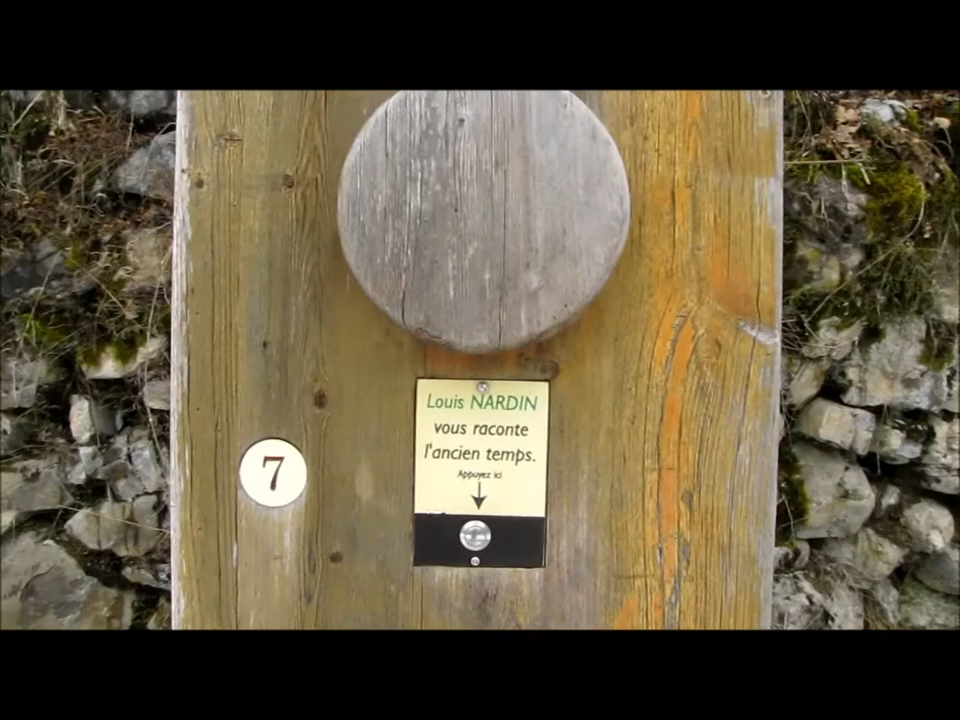 Louis NARDIN
vous raconte
l'ancien temps.
Appuyez ici
7